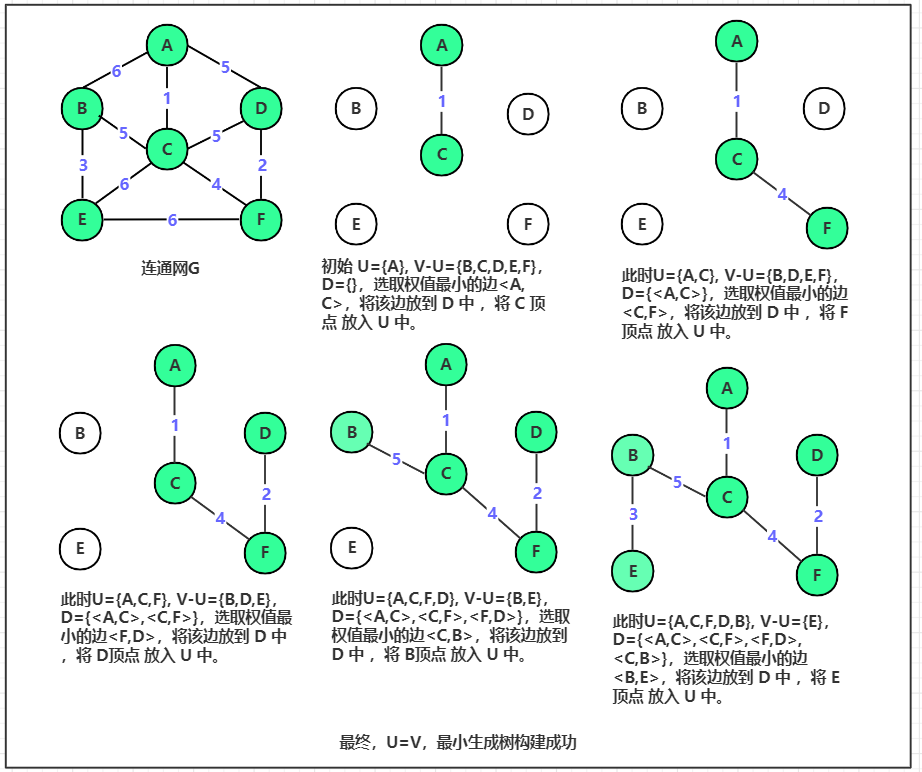 A
6
5
1
B
D
5
5
C
3
2
6
4
E
6
F
连通网G
A
1
B
D
C
E
F
初始 U={A}, V-U={B,C,D,E,F},
D={}，选取权值最小的边<A,
C>，将该边放到 D 中 ，将 C 顶
点 放入 U 中。
A
1
B
D
C
4
E
F
此时U={A,C}, V-U={B,D,E,F},
D={<A,C>}，选取权值最小的边
<C,F>，将该边放到 D 中 ，将 F
顶点 放入 U 中。
A
1
B
D
C
2
4
E
F
此时U={A,C,F}, V-U={B,D,E},
D={<A,C>,<C,F>}，选取权值最
小的边<F,D>，将该边放到 D 中
，将 D顶点 放入 U 中。
A
1
B
D
5
C
2
4
E
F
此时U={A,C,F,D}, V-U={B,E},
D={<A,C>,<C,F>,<F,D>}，选取
权值最小的边<C,B>，将该边放到
D 中 ，将 B顶点 放入 U 中。
A
1
B
D
5
C
3
2
4
E
F
此时U={A,C,F,D,B}, V-U={E},
D={<A,C>,<C,F>,<F,D>,
<C,B>}，选取权值最小的边
<B,E>，将该边放到 D 中 ，将 E
顶点 放入 U 中。
最终，U=V，最小生成树构建成功